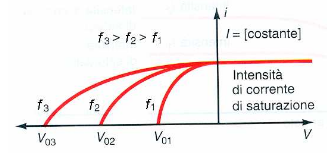 i
f₃ > f₂ > f₁
I = [costante]
f₃
f₂
f₁
Intensità
di corrente
di saturazione
V₀₃
V₀₂
V₀₁
V